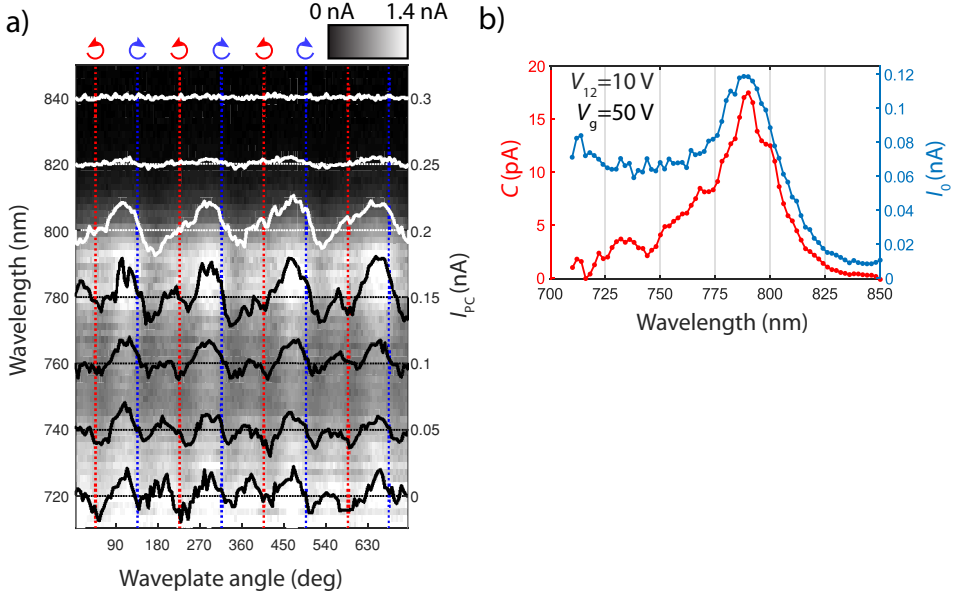 a)
0 nA 1.4 nA
840
820
800
780
760
740
720
Wavelength (nm)
0.3
0.25
0.2
0.15
0.1
0.05
0
I_PC (nA)
90 180 270 360 450 540 630
Waveplate angle (deg)
b)
V_12=10 V
V_g=50 V
20
15
10
5
0
C (pA)
0.12
0.10
0.08
0.06
0.04
0.02
0
I_0 (nA)
700 725 750 775 800 825 850
Wavelength (nm)